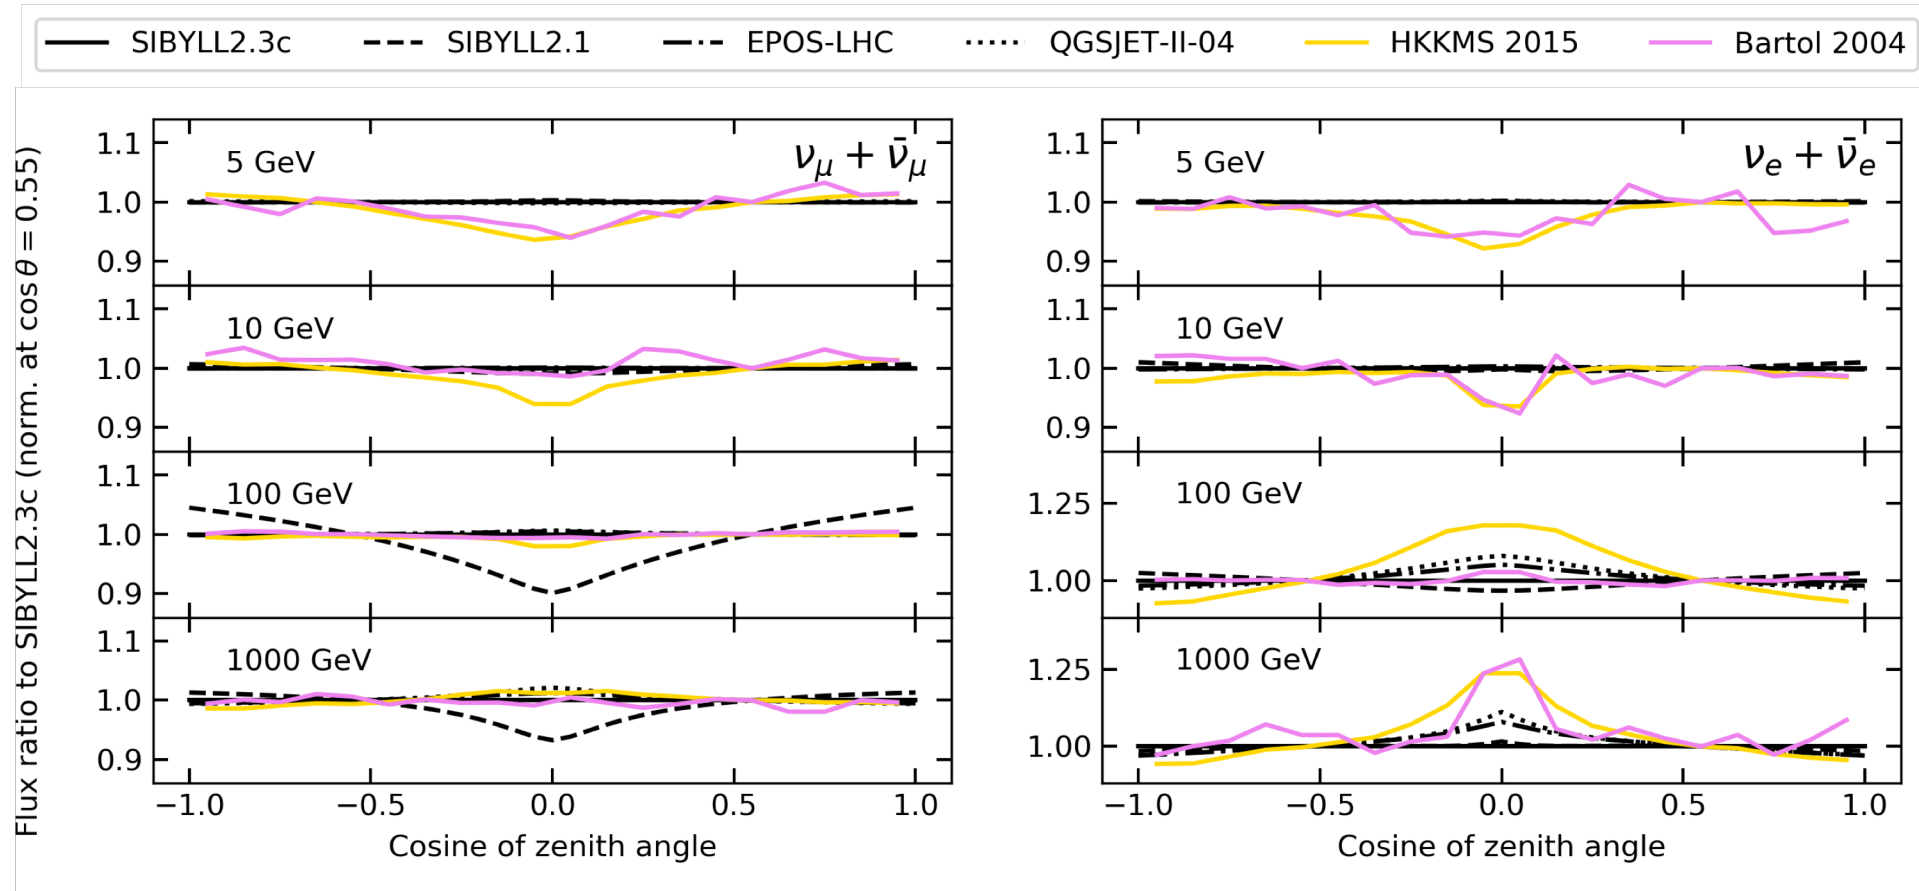 SIBYLL2.3c SIBYLL2.1 EPOS-LHC QGSJET-II-04 HKKMS 2015 Bartol 2004
Flux ratio to SIBYLL2.3c (norm. at cos θ = 0.55)
5 GeV
ν_μ + ν̄_μ
1.1
1.0
0.9
10 GeV
1.1
1.0
0.9
100 GeV
1.1
1.0
0.9
1000 GeV
1.1
1.0
0.9
−1.0 −0.5 0.0 0.5 1.0
Cosine of zenith angle
5 GeV
ν_e + ν̄_e
1.1
1.0
0.9
10 GeV
1.1
1.0
0.9
100 GeV
1.25
1.00
1000 GeV
1.25
1.00
−1.0 −0.5 0.0 0.5 1.0
Cosine of zenith angle